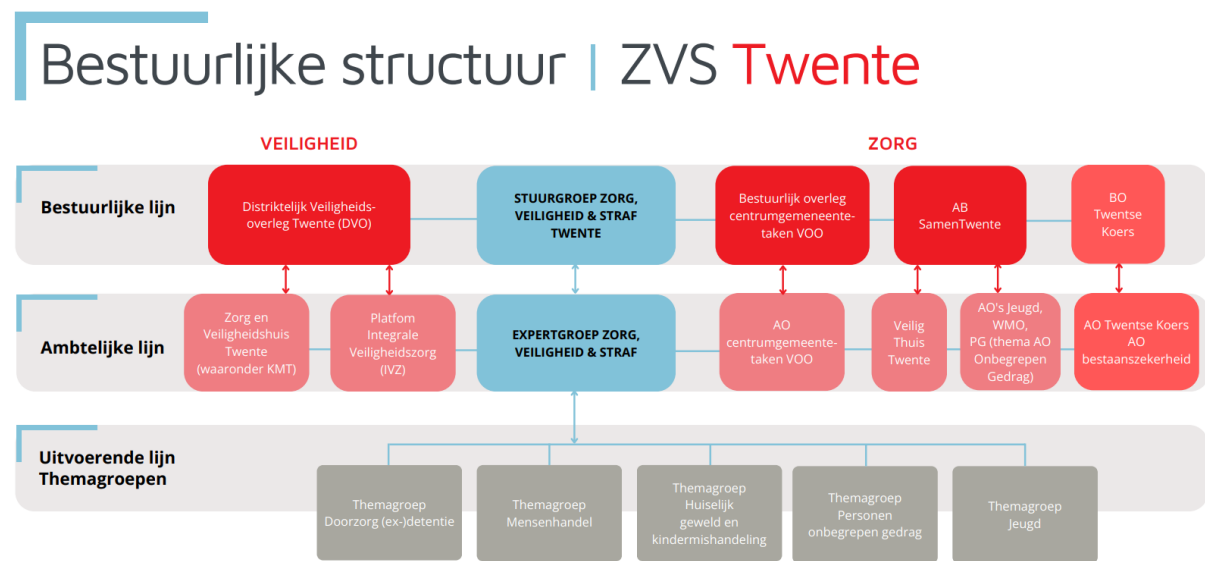 Bestuurlijke structuur | ZVS Twente
VEILIGHEID
ZORG
Bestuurlijke lijn
Distriktelijk Veiligheids-
overleg Twente (DVO)
STUURGROEP ZORG,
VEILIGHEID & STRAF
TWENTE
Bestuurlijk overleg
centrumgemeneente-
taken VOO
AB
SamenTwente
BO
Twentse
Koers
Ambtelijke lijn
Zorg en
Veiligheidshuis
Twente
(waaronder KMT)
Platfom
Integrale
Veiligheidszorg
(IVZ)
EXPERTGROEP ZORG,
VEILIGHEID & STRAF
AO
centrumgemeente-
taken VOO
Veilig
Thuis
Twente
AO's Jeugd,
WMO,
PG (thema AO
Onbegrepen
Gedrag)
AO Twentse Koers
AO
bestaanszekerheid
Uitvoerende lijn
Themagroepen
Themagroep
Doorzorg (ex-)detentie
Themagroep
Mensenhandel
Themagroep
Huiselijk
geweld en
kindermishandeling
Themagroep
Personen
onbegrepen gedrag
Themagroep
Jeugd